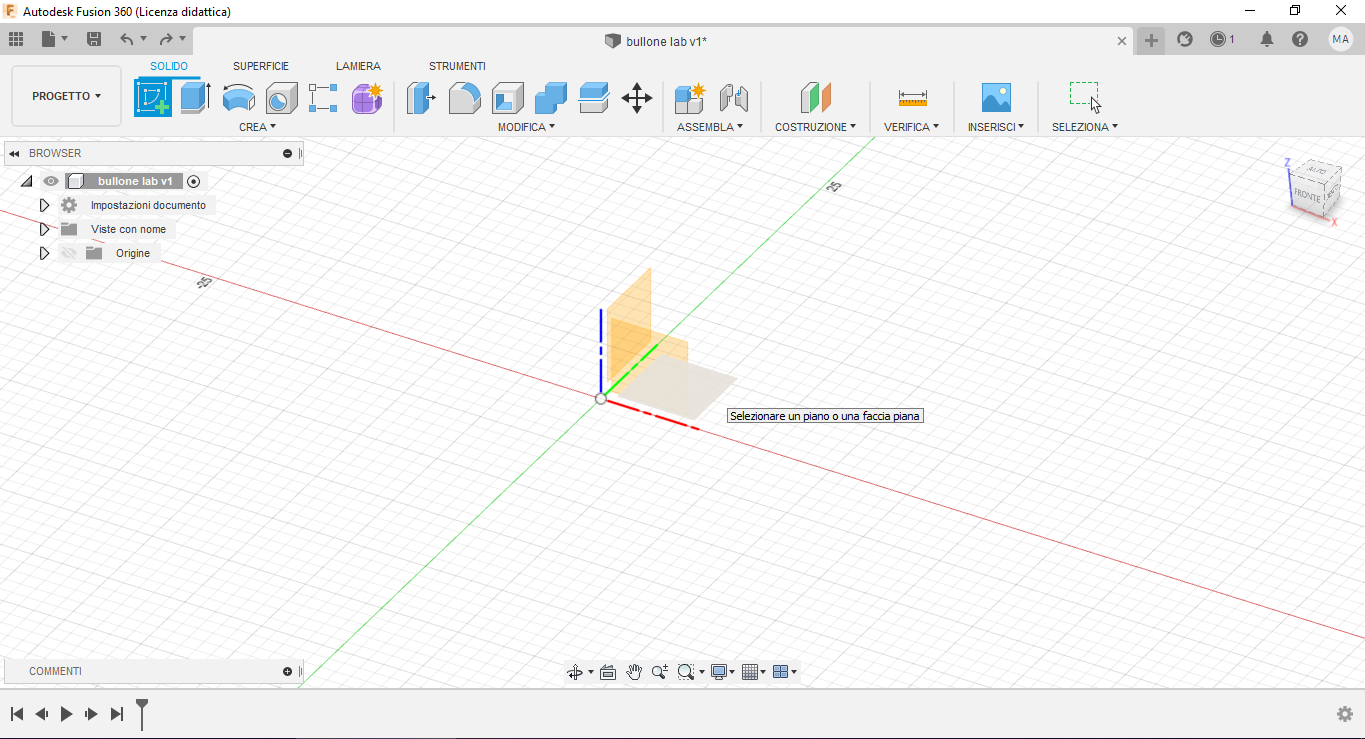 Autodesk Fusion 360 (Licenza didattica)
bullone lab v1*
1
MA
PROGETTO
SOLIDO
SUPERFICIE
LAMIERA
STRUMENTI
CREA
MODIFICA
ASSEMBLA
COSTRUZIONE
VERIFICA
INSERISCI
SELEZIONA
BROWSER
bullone lab v1
Impostazioni documento
Viste con nome
Origine
25
-25
Z
ALTO
FRONTE
X
Selezionare un piano o una faccia piana
COMMENTI